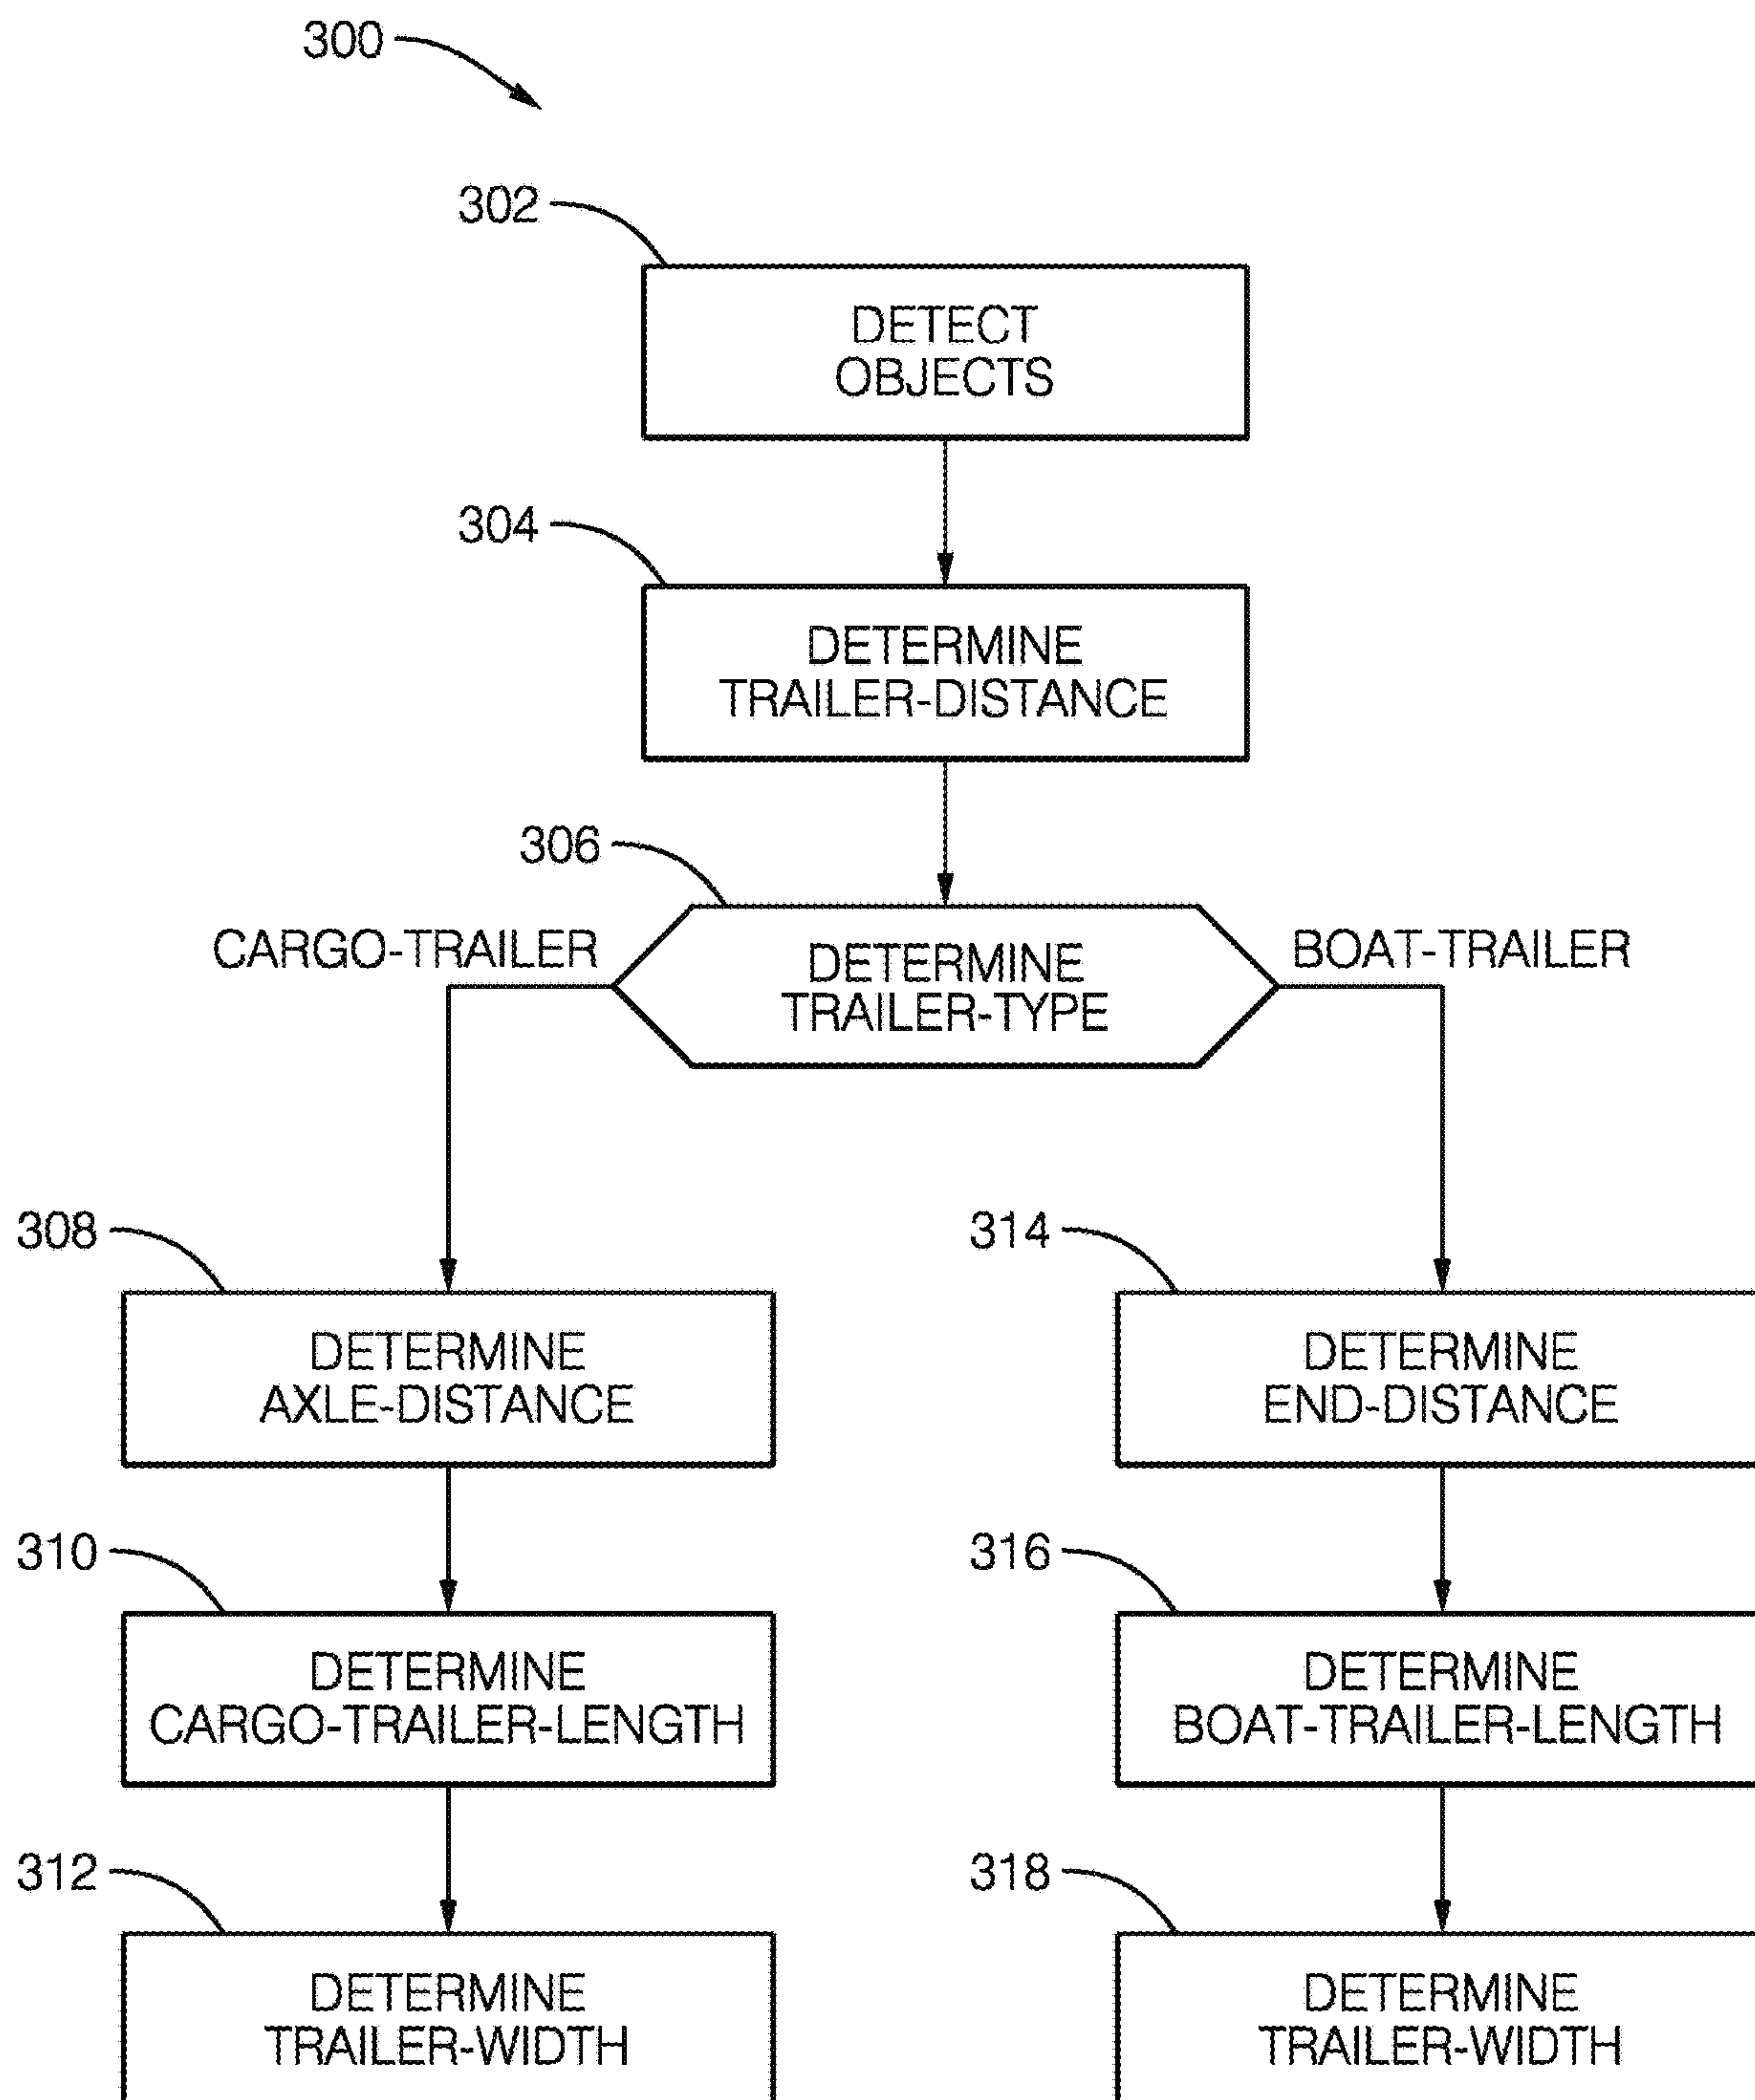 300
302
DETECT
OBJECTS
304
DETERMINE
TRAILER-DISTANCE
306
CARGO-TRAILER
DETERMINE
TRAILER-TYPE
BOAT-TRAILER
308
DETERMINE
AXLE-DISTANCE
310
DETERMINE
CARGO-TRAILER-LENGTH
312
DETERMINE
TRAILER-WIDTH
314
DETERMINE
END-DISTANCE
316
DETERMINE
BOAT-TRAILER-LENGTH
318
DETERMINE
TRAILER-WIDTH